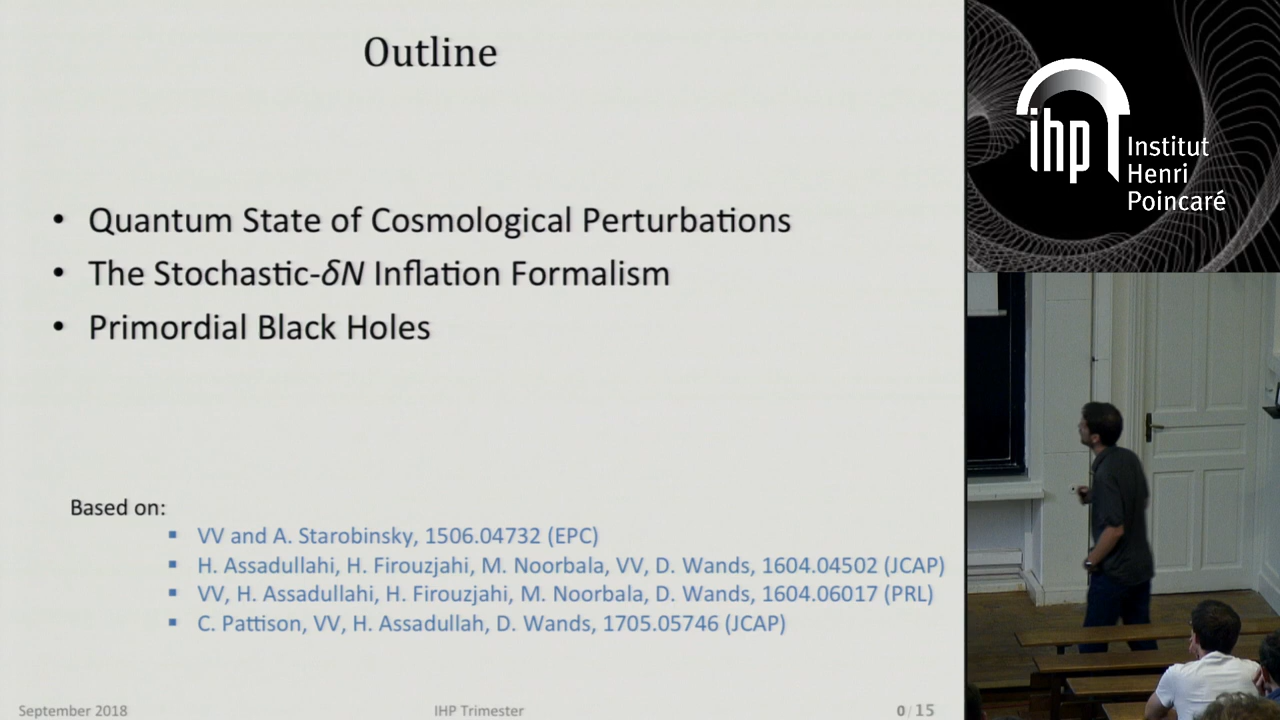 Outline
• Quantum State of Cosmological Perturbations
• The Stochastic-δN Inflation Formalism
• Primordial Black Holes
Based on:
▪ VV and A. Starobinsky, 1506.04732 (EPC)
▪ H. Assadullahi, H. Firouzjahi, M. Noorbala, VV, D. Wands, 1604.04502 (JCAP)
▪ VV, H. Assadullahi, H. Firouzjahi, M. Noorbala, D. Wands, 1604.06017 (PRL)
▪ C. Pattison, VV, H. Assadullah, D. Wands, 1705.05746 (JCAP)
September 2018 IHP Trimester 0 / 15
ihp
Institut
Henri
Poincaré